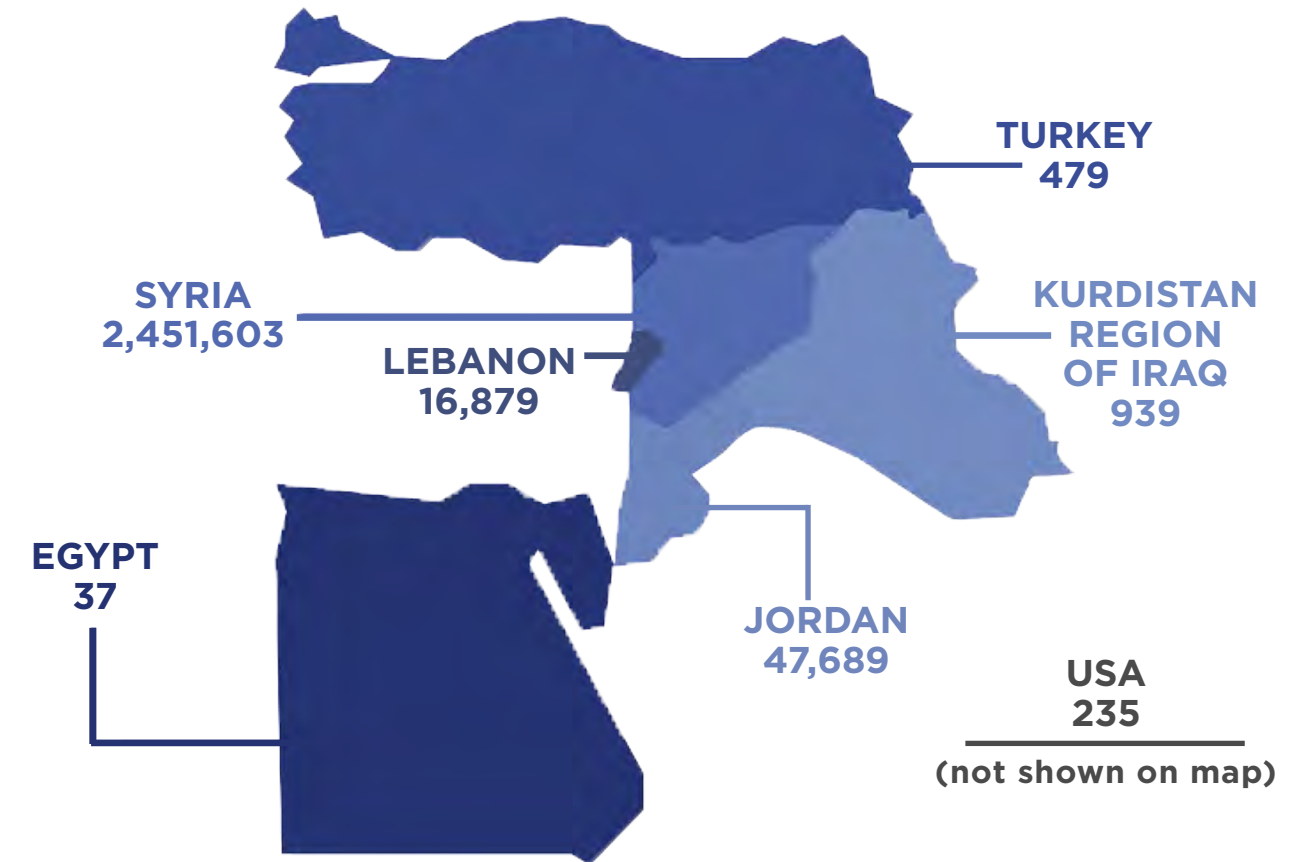 TURKEY
479
SYRIA
2,451,603
LEBANON
16,879
KURDISTAN
REGION
OF IRAQ
939
EGYPT
37
JORDAN
47,689
USA
235
(not shown on map)